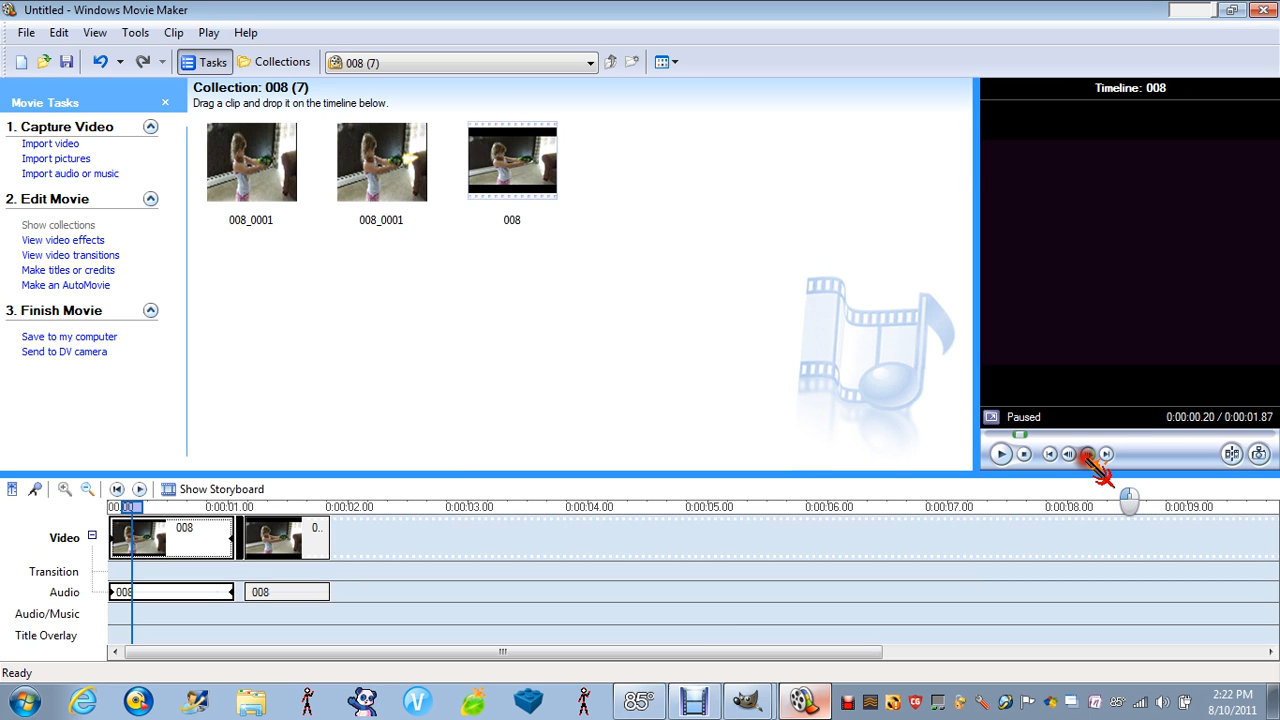 Untitled - Windows Movie Maker
File Edit View Tools Clip Play Help
Tasks Collections 008 (7)
Movie Tasks
Collection: 008 (7)
Drag a clip and drop it on the timeline below.
Timeline: 008
1. Capture Video
Import video
Import pictures
Import audio or music
2. Edit Movie
Show collections
View video effects
View video transitions
Make titles or credits
Make an AutoMovie
3. Finish Movie
Save to my computer
Send to DV camera
008_0001 008_0001 008
Paused 0:00:00.20 / 0:00:01.87
Show Storyboard
0:00:01.00 0:00:02.00 0:00:03.00 0:00:04.00 0:00:05.00 0:00:06.00 0:00:07.00 0:00:08.00 0:00:09.00
Video 008 0..
Transition
Audio 008 008
Audio/Music
Title Overlay
Ready
85° 85° 2:22 PM
8/10/2011